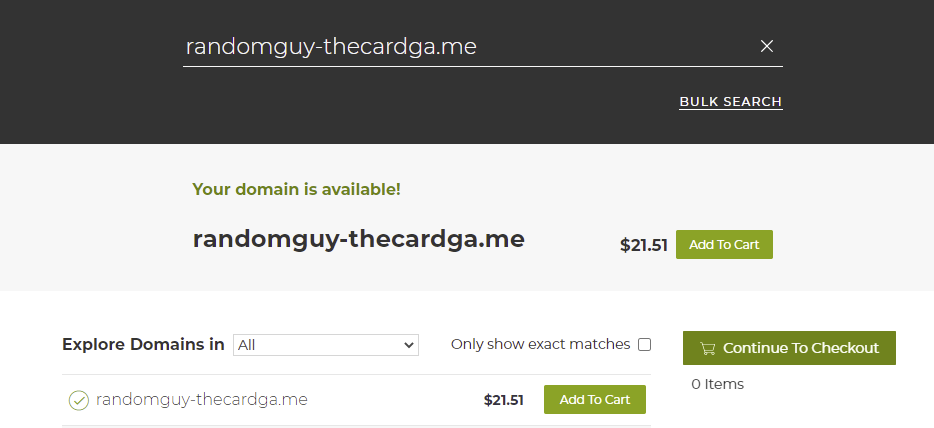 randomguy-thecardga.me
BULK SEARCH
Your domain is available!
randomguy-thecardga.me $21.51 Add To Cart
Explore Domains in All Only show exact matches Continue To Checkout
0 Items
randomguy-thecardga.me $21.51 Add To Cart